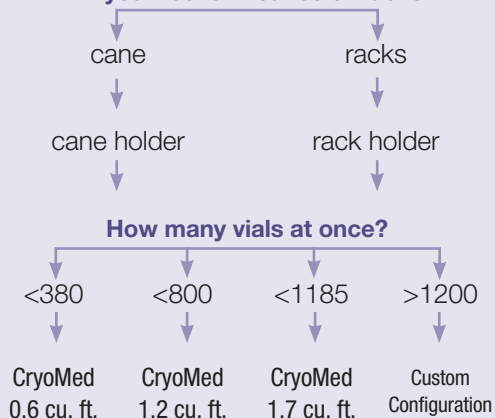 cane racks
cane holder rack holder
How many vials at once?
<380 <800 <1185 >1200
CryoMed CryoMed CryoMed Custom
0.6 cu. ft. 1.2 cu. ft. 1.7 cu. ft. Configuration